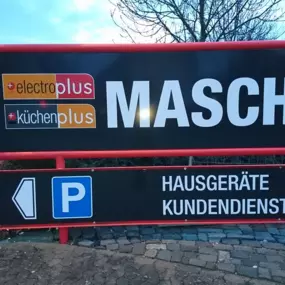 electroplus
küchenplus
MASCH
P
HAUSGERÄTE
KUNDENDIENST